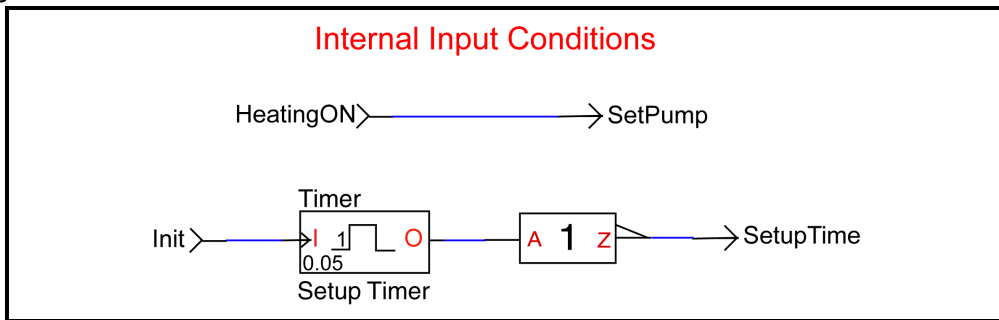 Internal Input Conditions
HeatingON SetPump
Timer
Init I 1 O A 1 Z SetupTime
0.05
Setup Timer